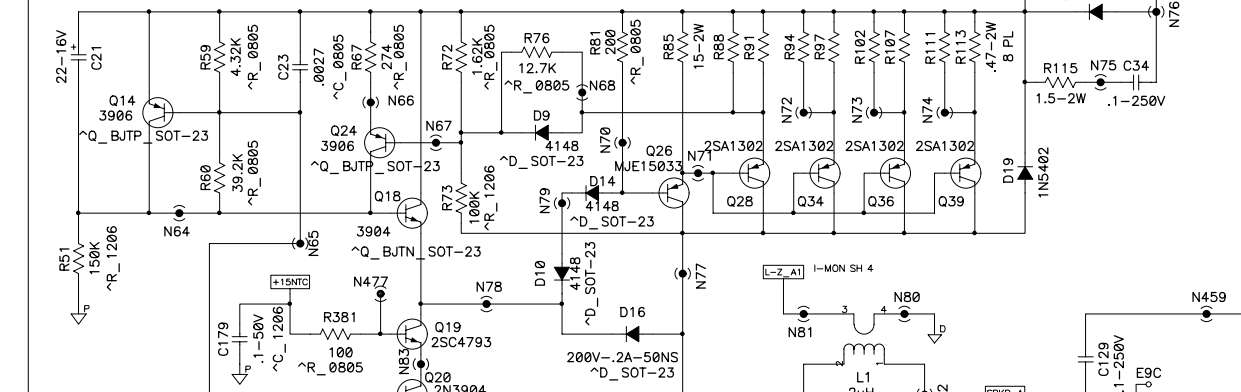 22-16V
C21
R59
4.32K
^R_0805
C23
.0027
^C_0805
R67
274
^R_0805
R72
1.62K
^R_0805
R76
12.7K
^R_0805
N68
R81
200
^R_0805
R85
15-2W
R88
R91
R94
R97
R102
R107
R111
R113
.47-2W
8 PL
N76
R115
1.5-2W
N75
C34
.1-250V
Q14
3906
^Q_BJTP_SOT-23
N66
Q24
3906
^Q_BJTP_SOT-23
N67
D9
4148
^D_SOT-23
N70
Q26
MJE15033
N71
N72
N73
N74
2SA1302
2SA1302
2SA1302
2SA1302
Q28
Q34
Q36
Q39
D19
1N5402
R60
39.2K
^R_0805
Q18
3904
^Q_BJTN_SOT-23
R73
100K
^R_1206
N79
D14
4148
^D_SOT-23
N64
N65
R51
150K
^R_1206
P
+15NTC
N477
N78
D10
4148
^D_SOT-23
N77
L-Z_A1
I-MON SH 4
C179
.1-50V
^C_1206
P
R381
100
^R_0805
Q19
2SC4793
N83
Q20
2N3904
D16
200V-.2A-50NS
^D_SOT-23
N81
3
4
N80
D
2
L1
N459
C129
.1-250V
E9C